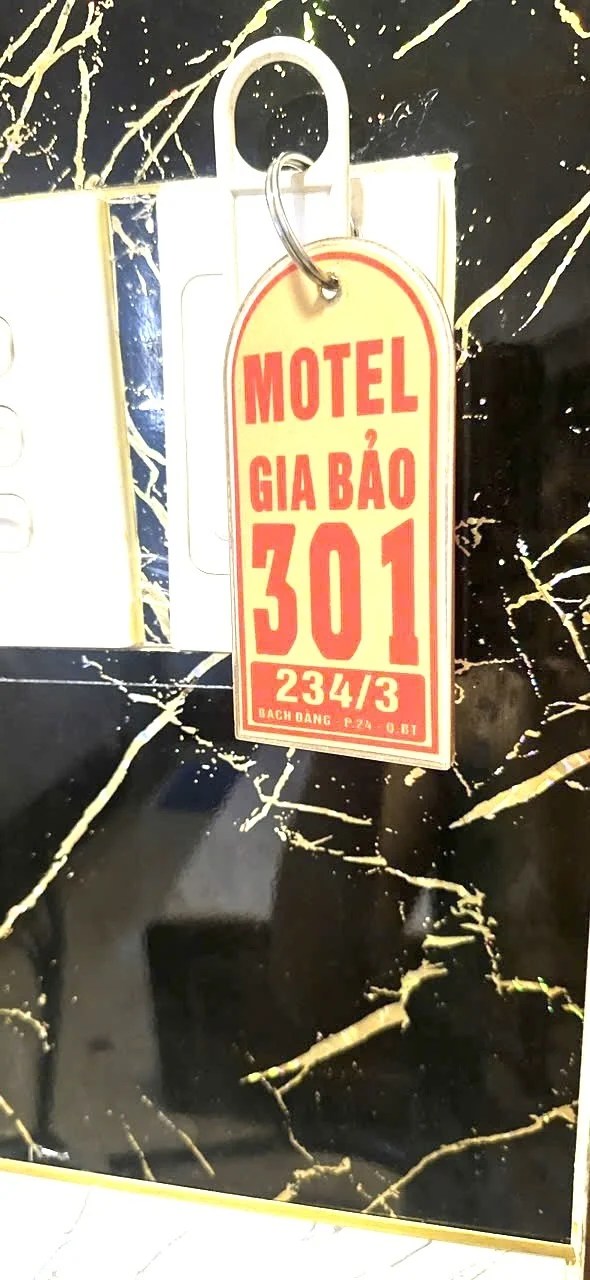 MOTEL
GIA BẢO
301
234/3
BẠCH ĐẰNG - P.24 - Q.BT